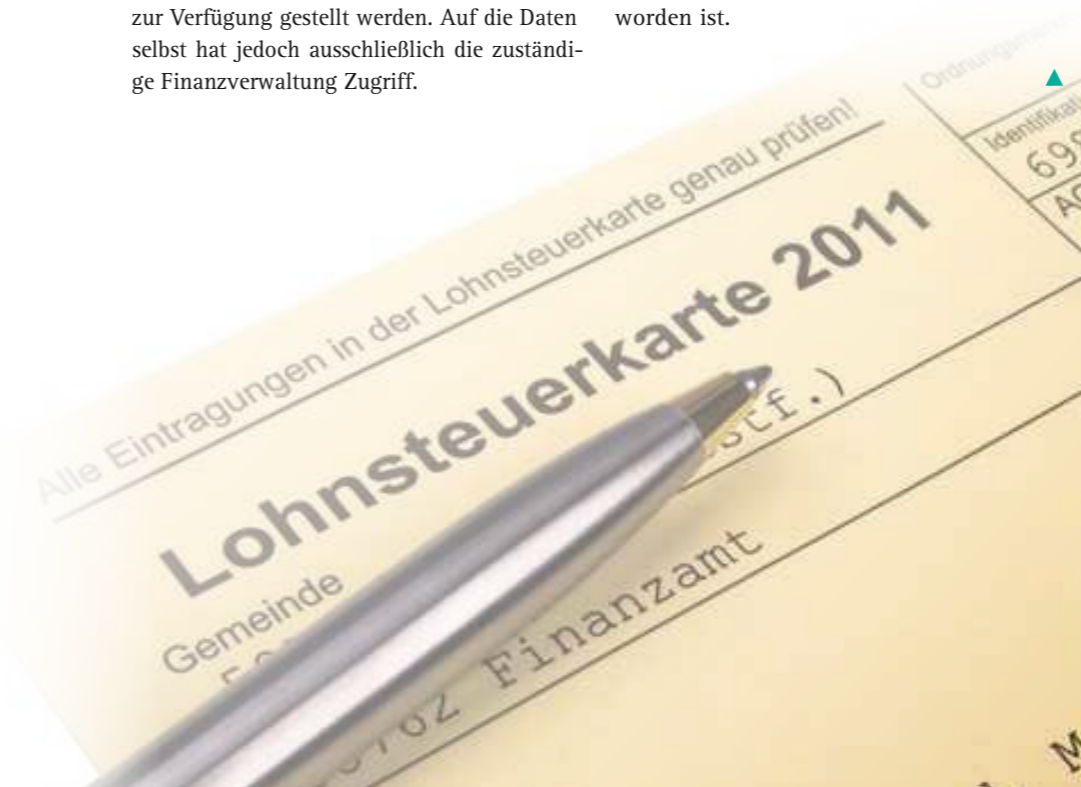 zur Verfügung gestellt werden. Auf die Daten
selbst hat jedoch ausschließlich die zuständi-
ge Finanzverwaltung Zugriff.
worden ist.
Alle Eintragungen in der Lohnsteuerkarte genau prüfen!
Lohnsteuerkarte 2011
Gemeinde
Finanzamt